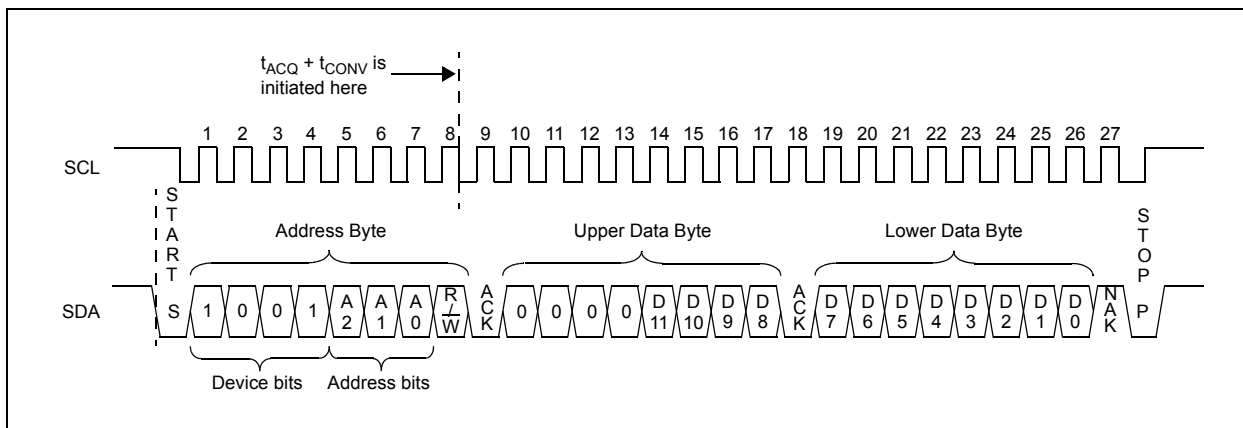 tACQ + tCONV is
initiated here
1 2 3 4 5 6 7 8 9 10 11 12 13 14 15 16 17 18 19 20 21 22 23 24 25 26 27
SCL
START
Address Byte
Upper Data Byte
Lower Data Byte
STOP
SDA
S 1 0 0 1 A2 A1 A0 R/W ACK 0 0 0 0 D11 D10 D9 D8 ACK D7 D6 D5 D4 D3 D2 D1 D0 NAK P
Device bits
Address bits